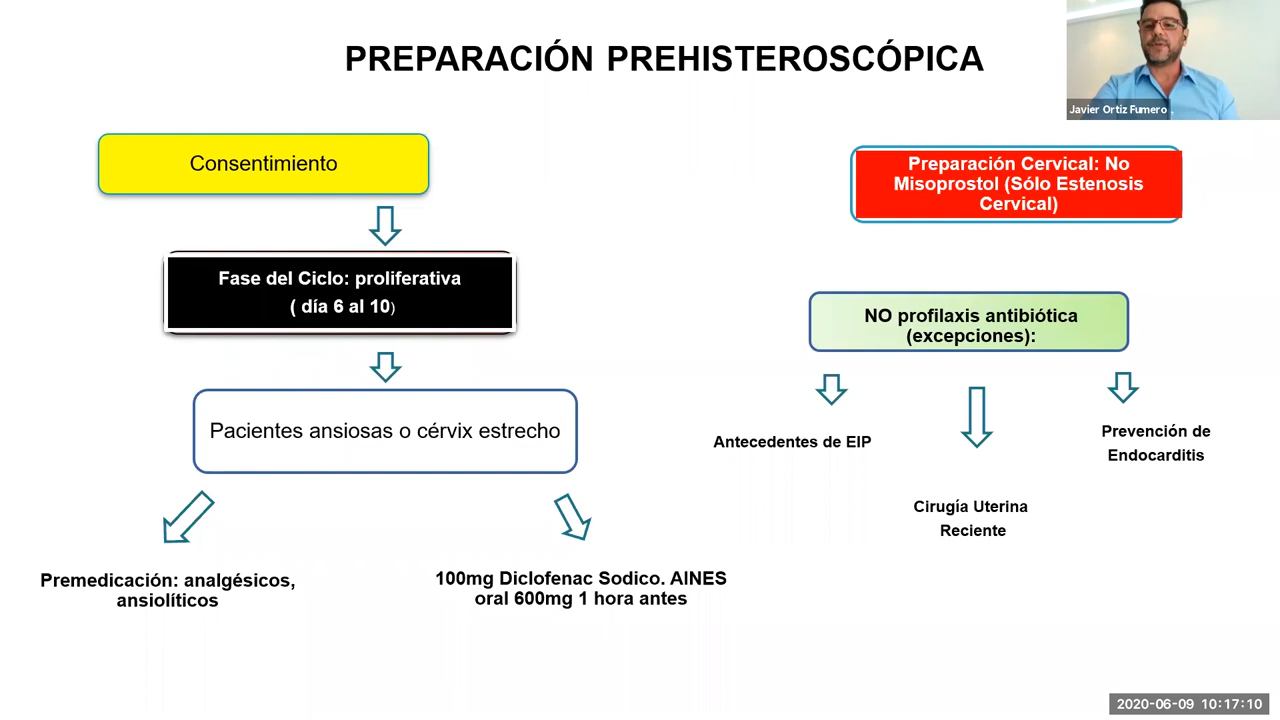 PREPARACIÓN PREHISTEROSCÓPICA
Javier Ortiz Fumero
Consentimiento
Fase del Ciclo: proliferativa
( día 6 al 10)
Pacientes ansiosas o cérvix estrecho
Premedicación: analgésicos,
ansiolíticos
100mg Diclofenac Sodico. AINES
oral 600mg 1 hora antes
Preparación Cervical: No
Misoprostol (Sólo Estenosis
Cervical)
NO profilaxis antibiótica
(excepciones):
Antecedentes de EIP
Cirugía Uterina
Reciente
Prevención de
Endocarditis
2020-06-09 10:17:10